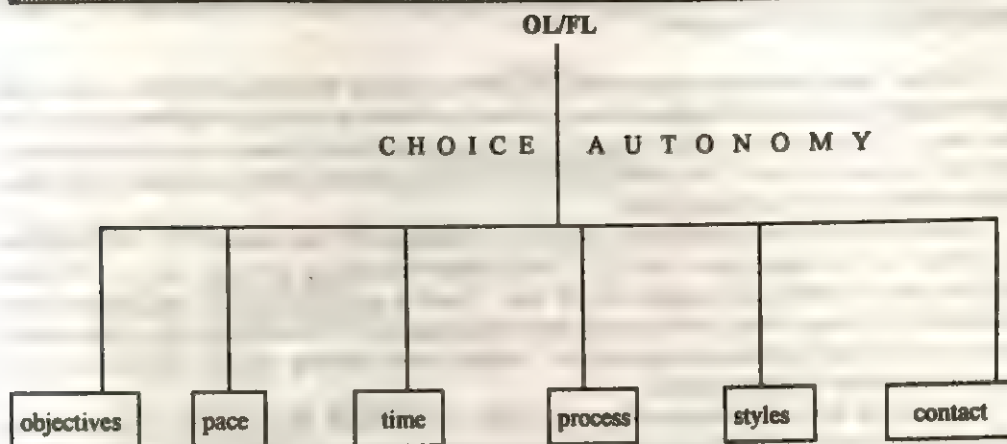 OL/FL
CHOICE AUTONOMY
objectives pace time process styles contact